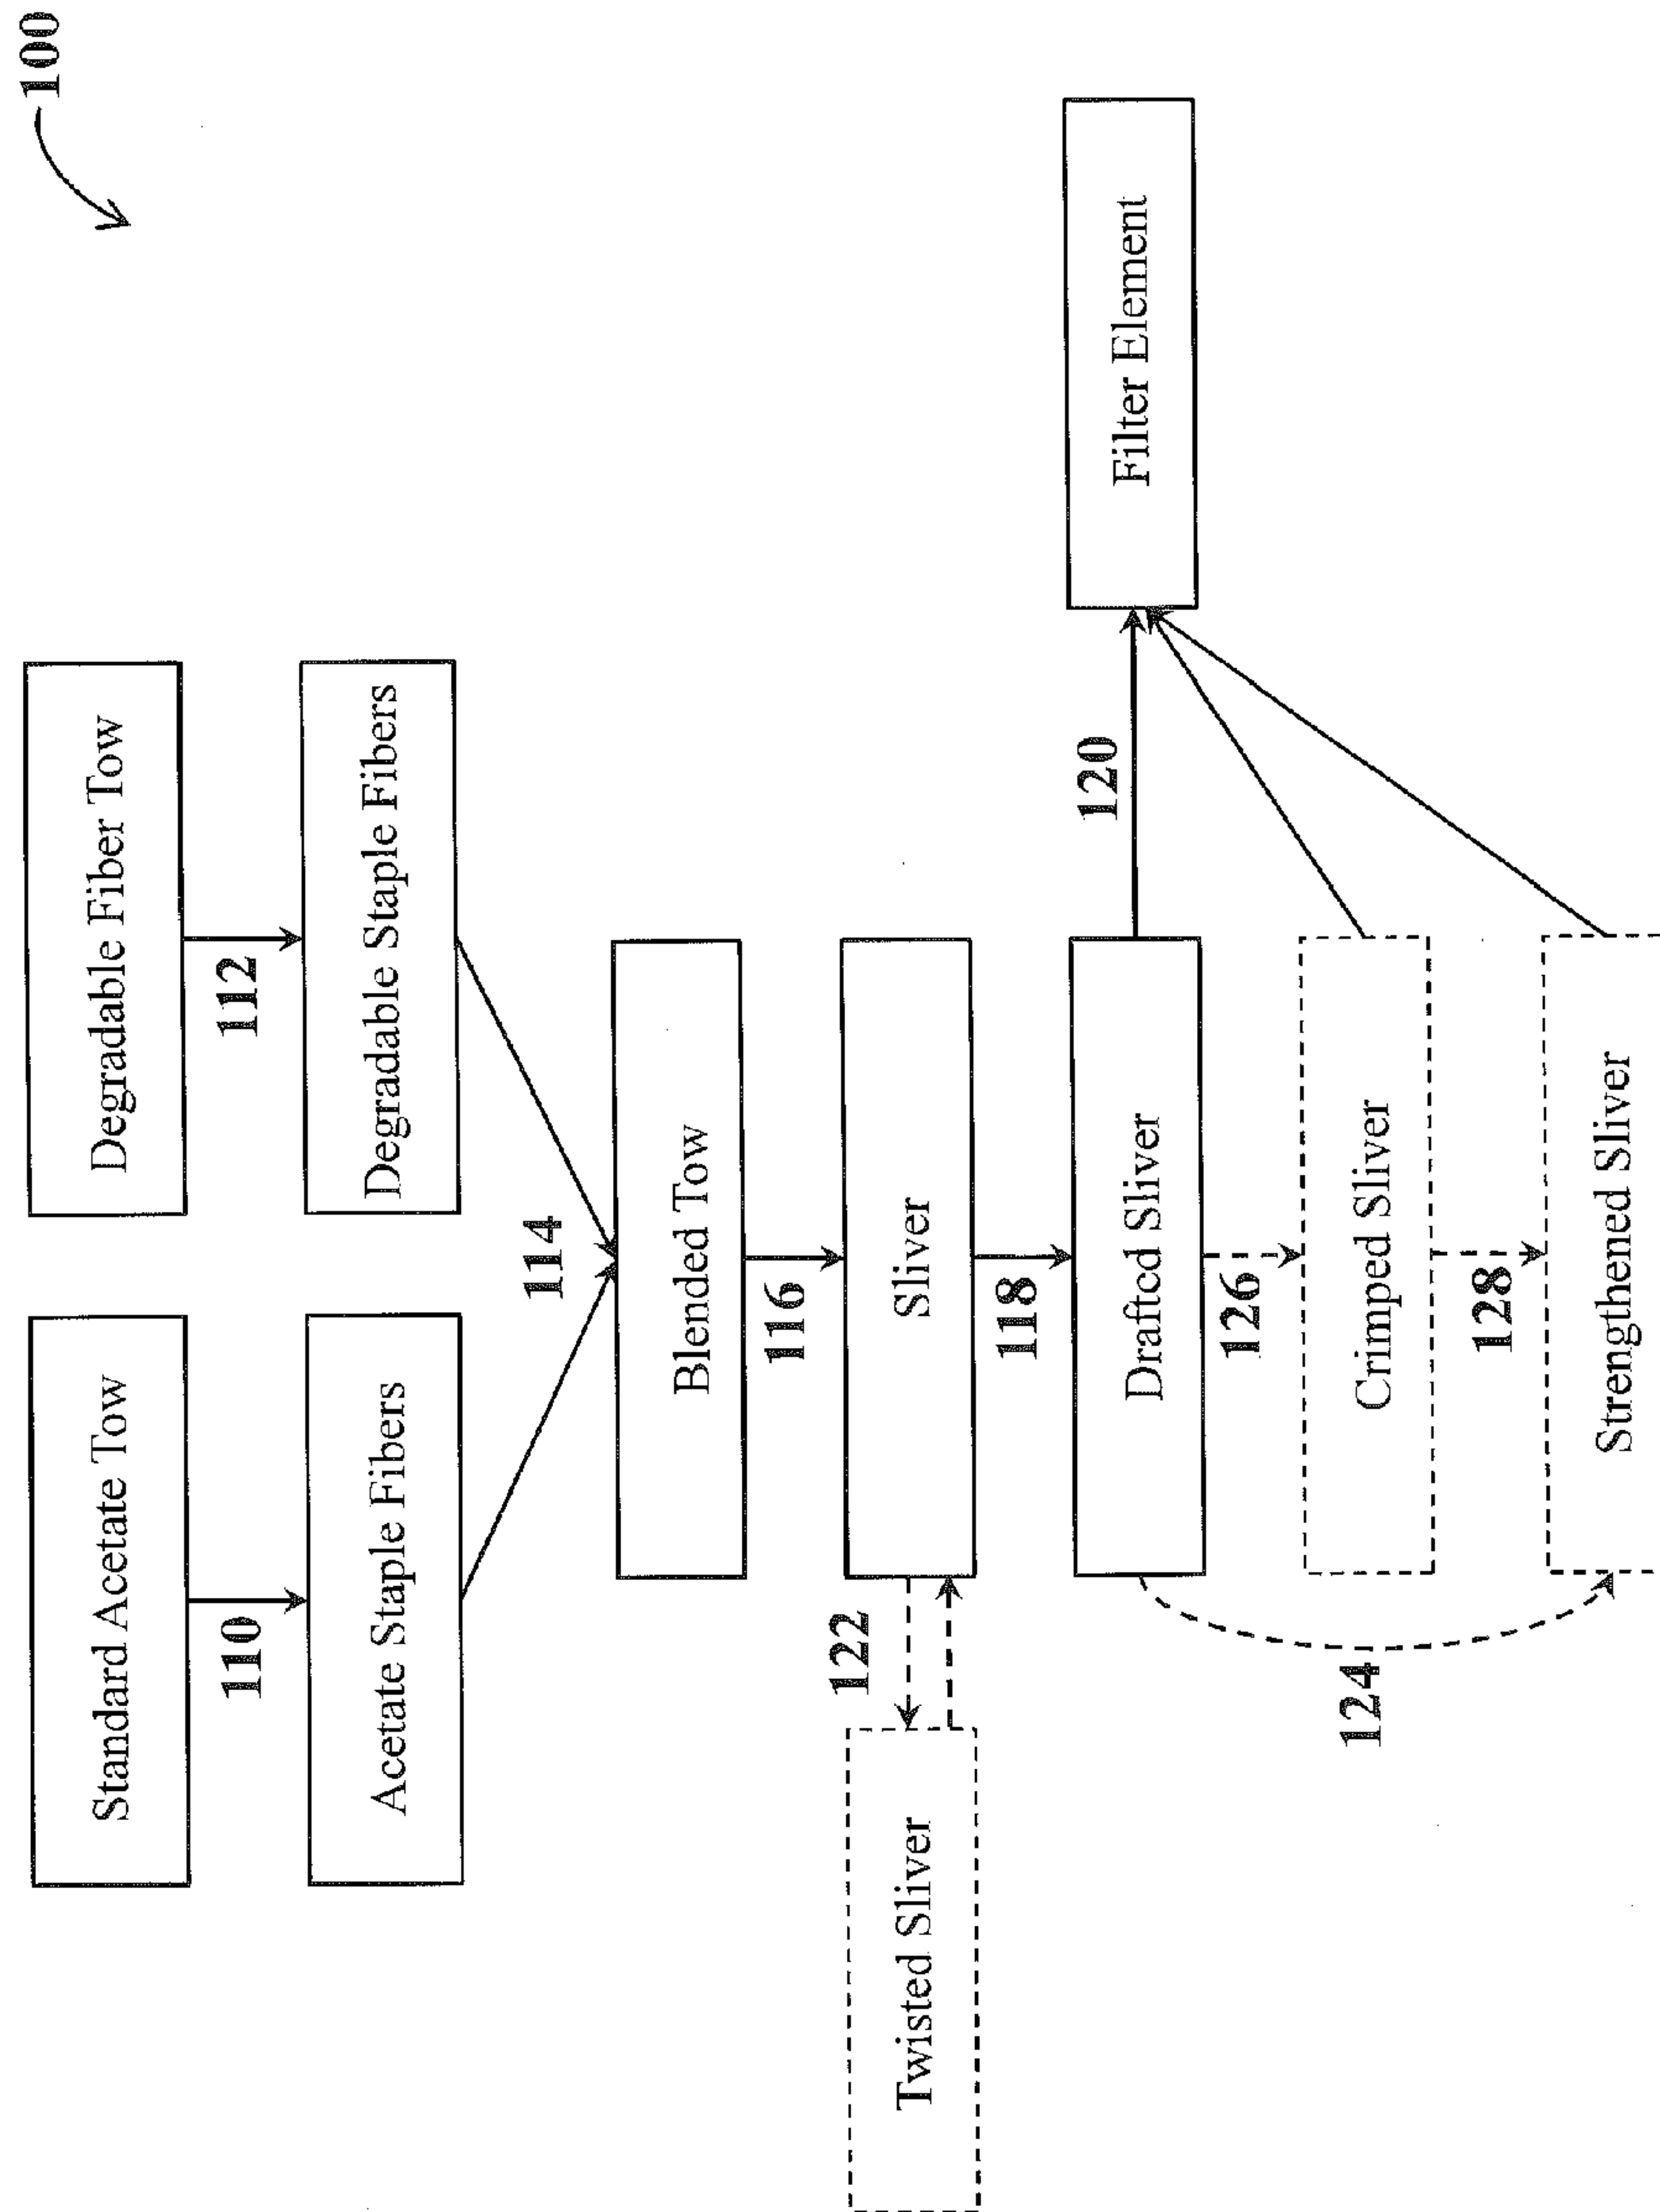 100
Standard Acetate Tow
Degradable Fiber Tow
110
112
Acetate Staple Fibers
Degradable Staple Fibers
114
Blended Tow
116
Twisted Sliver
122
Sliver
118
Drafted Sliver
120
Filter Element
126
124
Crimped Sliver
128
Strengthened Sliver